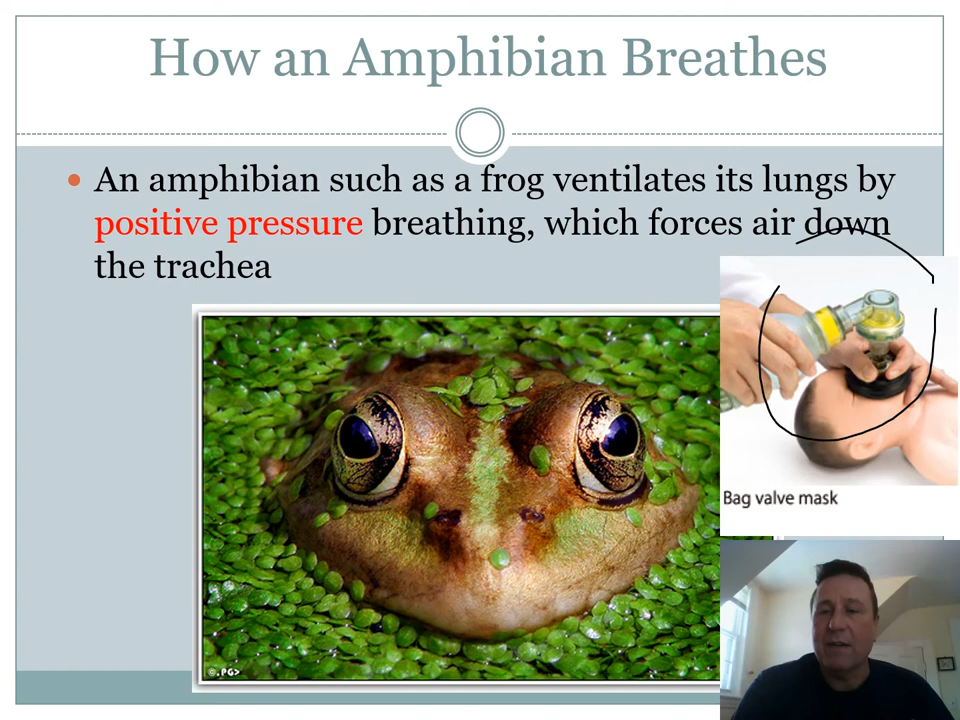 How an Amphibian Breathes
An amphibian such as a frog ventilates its lungs by
positive pressure breathing, which forces air down
the trachea
Bag valve mask
©.PG>